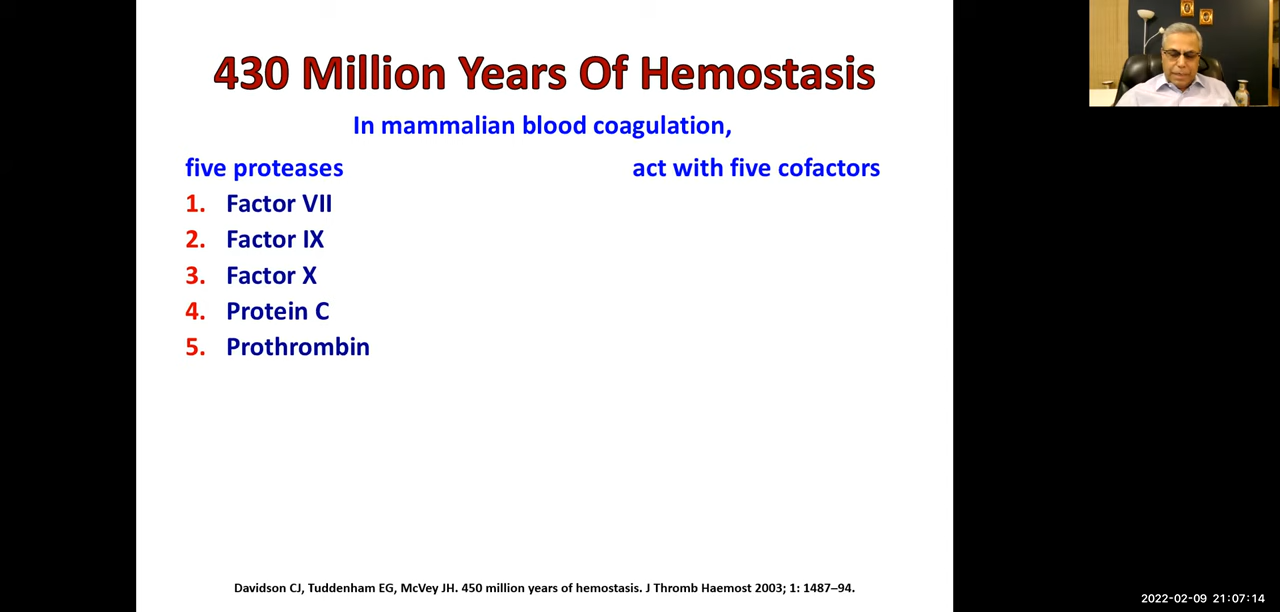 430 Million Years Of Hemostasis
In mammalian blood coagulation,
five proteases
act with five cofactors
1. Factor VII
2. Factor IX
3. Factor X
4. Protein C
5. Prothrombin
Davidson CJ, Tuddenham EG, McVey JH. 450 million years of hemostasis. J Thromb Haemost 2003; 1: 1487–94.
2022-02-09 21:07:14